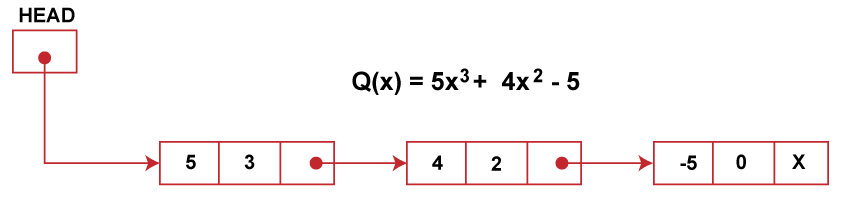 HEAD
Q(x) = 5x³ + 4x² - 5
5 3 4 2 -5 0 X